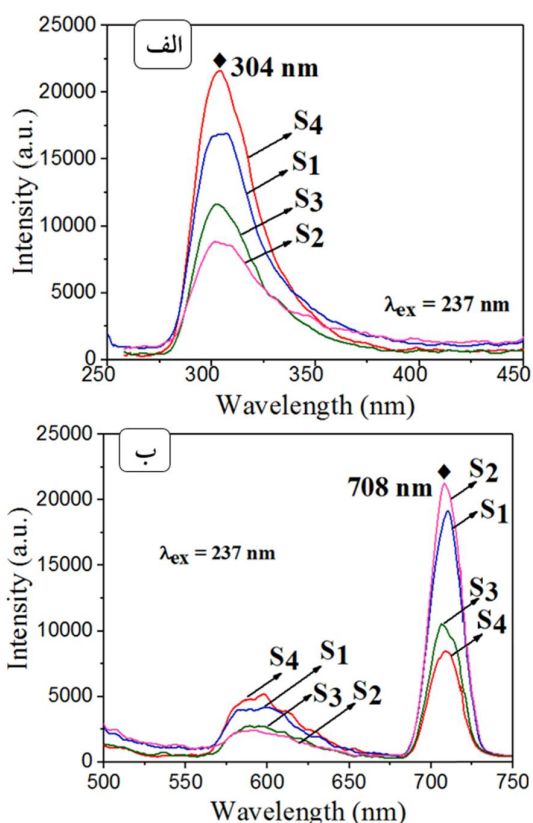 الف
25000
20000
15000
10000
5000
0
Intensity (a.u.)
♦ 304 nm
S4
S1
S3
S2
λex = 237 nm
250 300 350 400 450
Wavelength (nm)
ب
25000
20000
15000
10000
5000
0
Intensity (a.u.)
♦
708 nm
S2
S1
S3
S4
λex = 237 nm
S4 S1
S3 S2
500 550 600 650 700 750
Wavelength (nm)